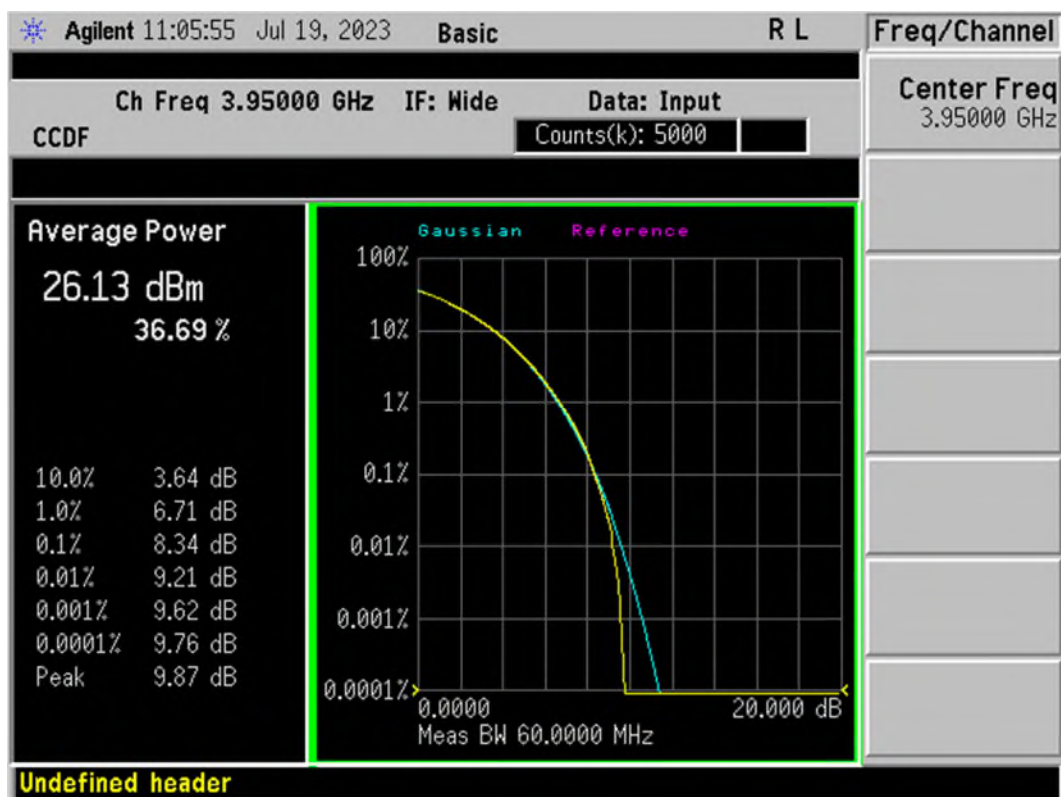 Agilent 11:05:55 Jul 19, 2023 Basic R L Freq/Channel
Ch Freq 3.95000 GHz IF: Wide Data: Input
Center Freq
3.95000 GHz
CCDF Counts(k): 5000
Average Power
26.13 dBm
36.69 %
10.0% 3.64 dB
1.0% 6.71 dB
0.1% 8.34 dB
0.01% 9.21 dB
0.001% 9.62 dB
0.0001% 9.76 dB
Peak 9.87 dB
Gaussian Reference
100%
10%
1%
0.1%
0.01%
0.001%
0.0001%
0.0000 20.000 dB
Meas BW 60.0000 MHz
Undefined header